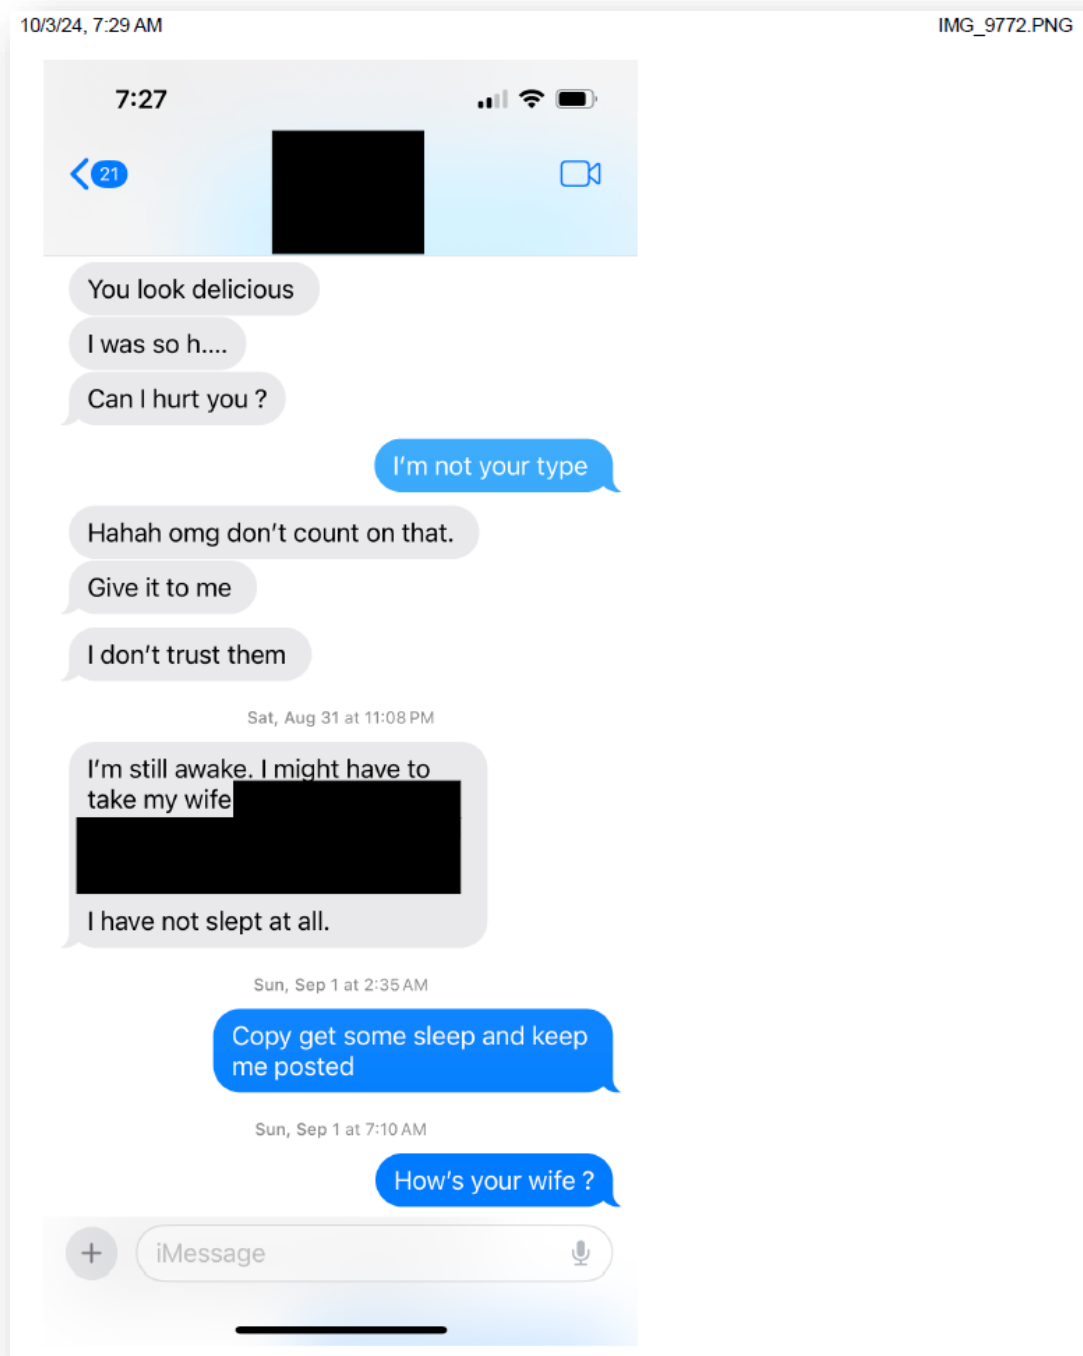 10/3/24, 7:29 AM
IMG_9772.PNG
7:27
21
You look delicious
I was so h....
Can I hurt you ?
I'm not your type
Hahah omg don't count on that.
Give it to me
I don't trust them
Sat, Aug 31 at 11:08 PM
I'm still awake. I might have to
take my wife
I have not slept at all.
Sun, Sep 1 at 2:35 AM
Copy get some sleep and keep
me posted
Sun, Sep 1 at 7:10 AM
How's your wife ?
iMessage